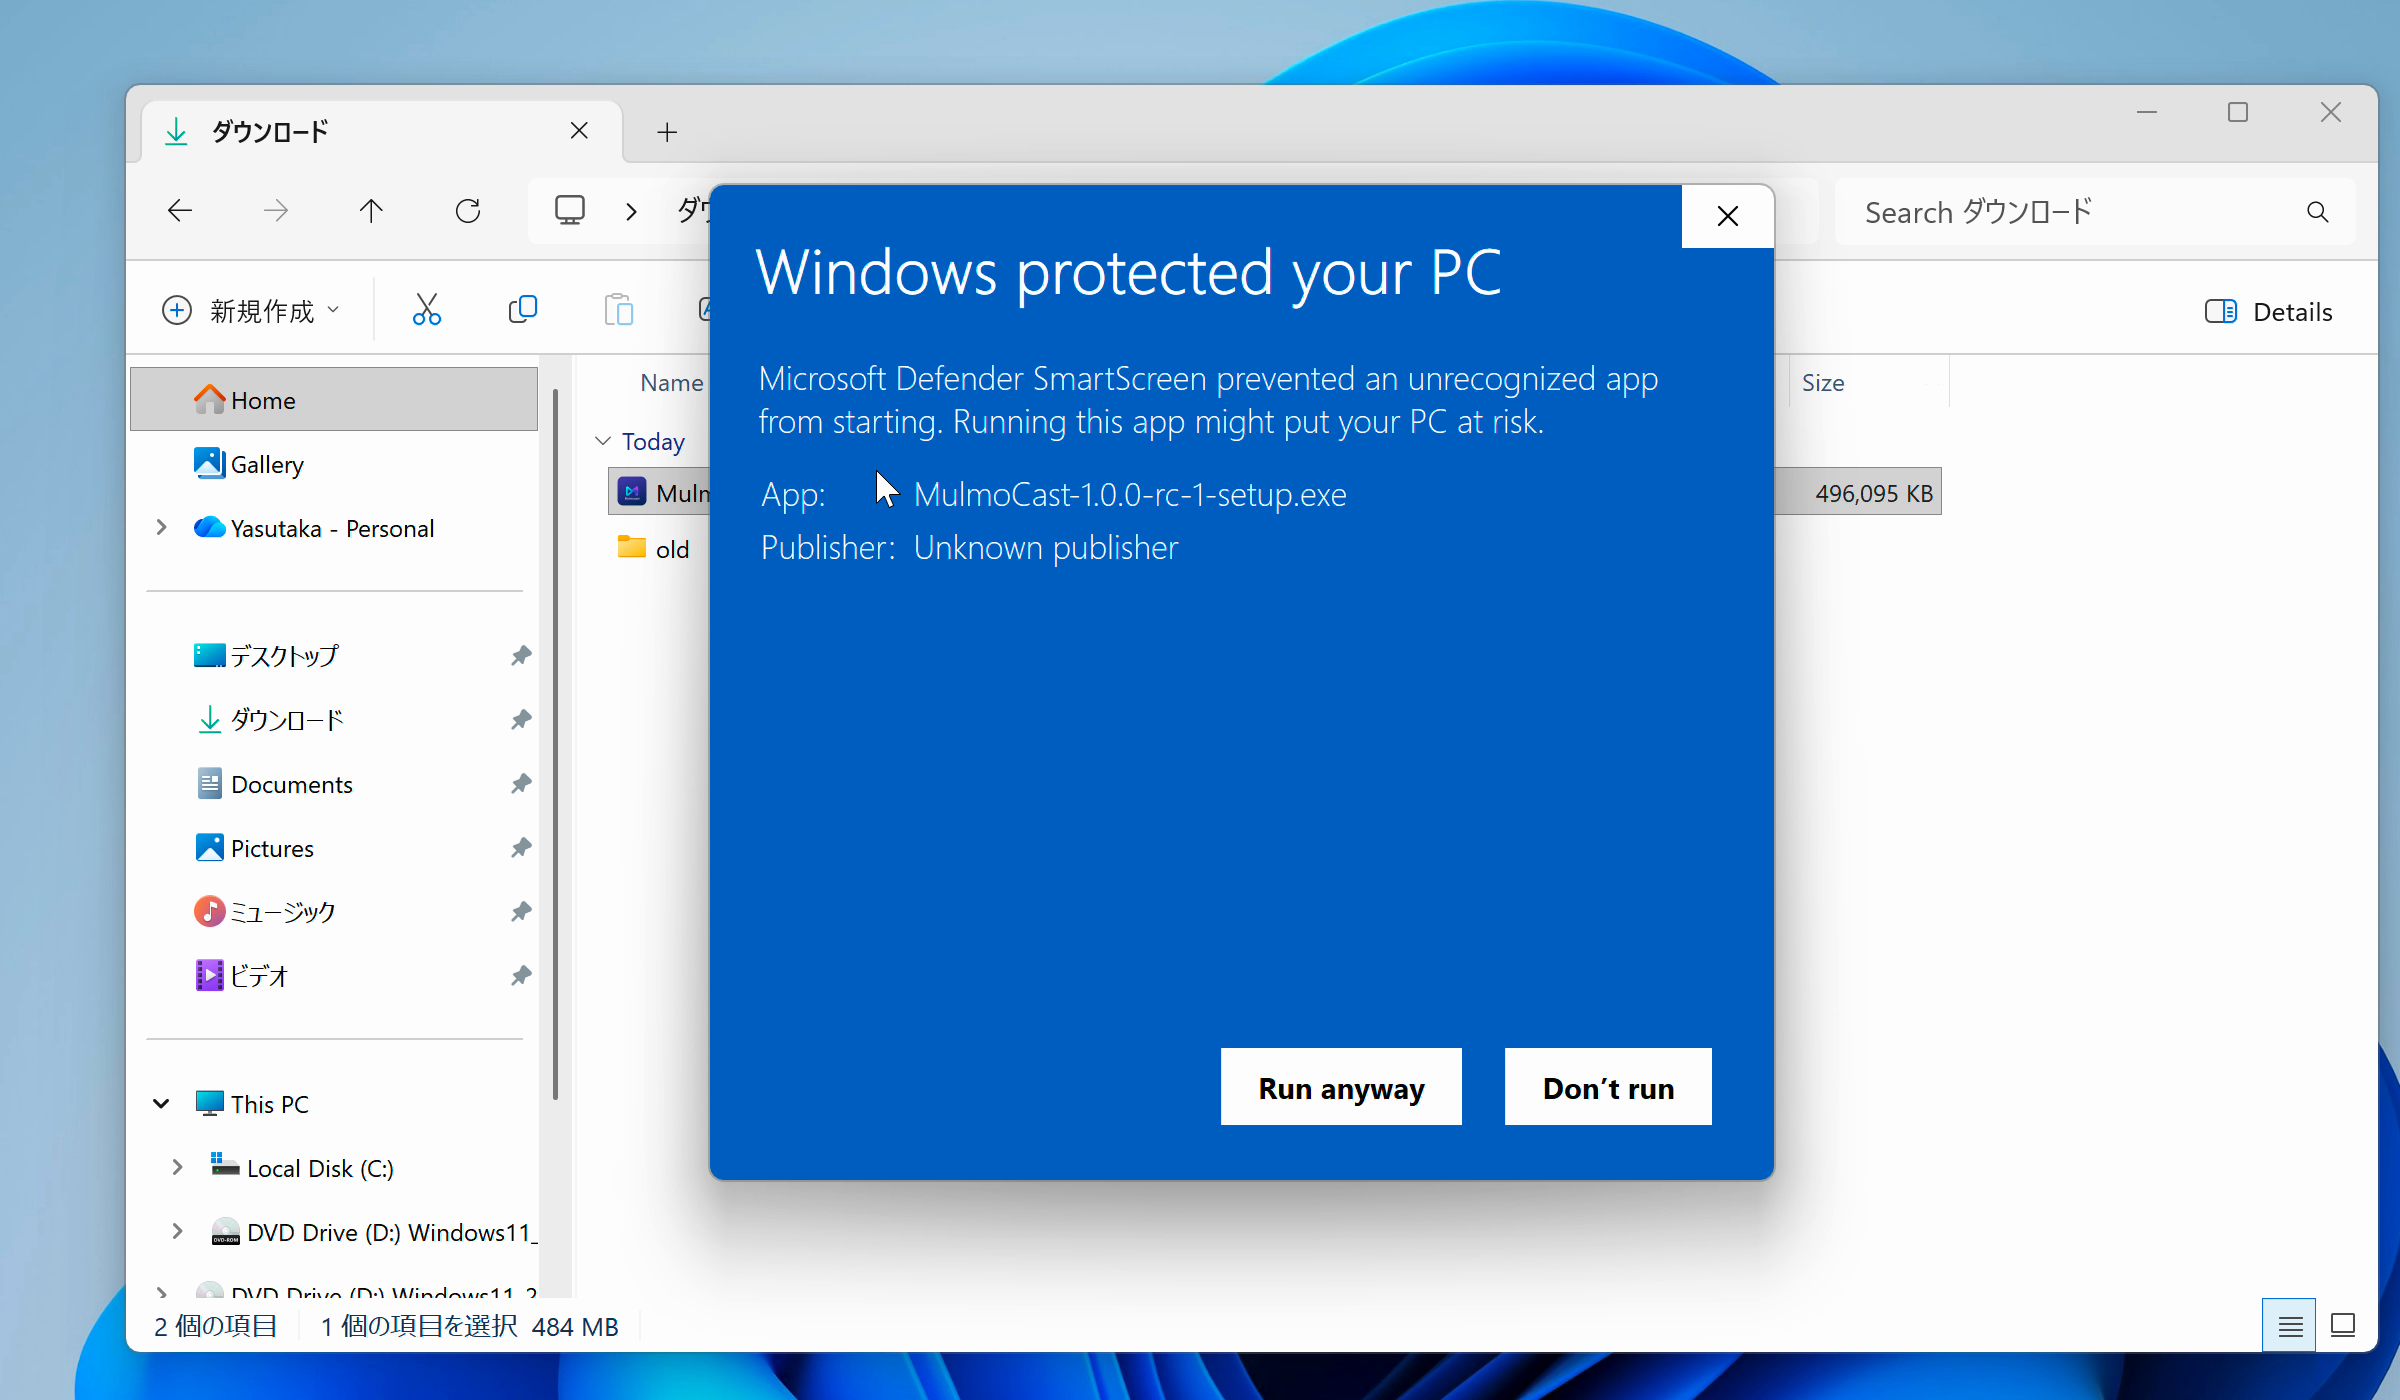 ダウンロード
Search ダウンロード
新規作成
Details
Home
Gallery
Yasutaka - Personal
デスクトップ
ダウンロード
Documents
Pictures
ミュージック
ビデオ
This PC
Local Disk (C:)
DVD Drive (D:) Windows11_
DVD Drive (D:) Windows11_2
2 個の項目
1 個の項目を選択 484 MB
Name
Size
Today
Mulm
496,095 KB
old
Windows protected your PC
Microsoft Defender SmartScreen prevented an unrecognized app
from starting. Running this app might put your PC at risk.
App: MulmoCast-1.0.0-rc-1-setup.exe
Publisher: Unknown publisher
Run anyway
Don't run